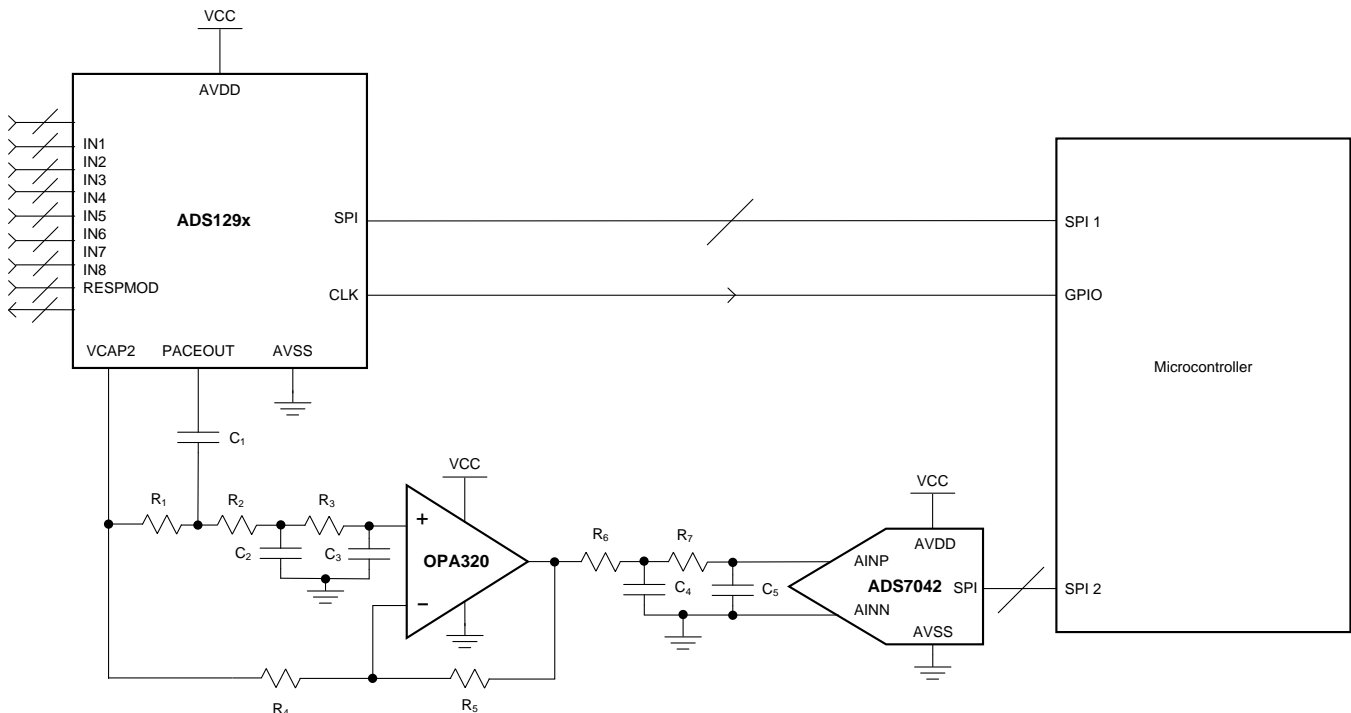 VCC
AVDD
IN1
IN2
IN3
IN4
IN5
IN6
IN7
IN8
RESPMOD
ADS129x
SPI
CLK
VCAP2
PACEOUT
AVSS
SPI 1
GPIO
Microcontroller
SPI 2
C1
R1
R2
R3
C2
C3
VCC
+
OPA320
−
R4
R5
R6
R7
C4
C5
VCC
AVDD
AINP
ADS7042
SPI
AINN
AVSS